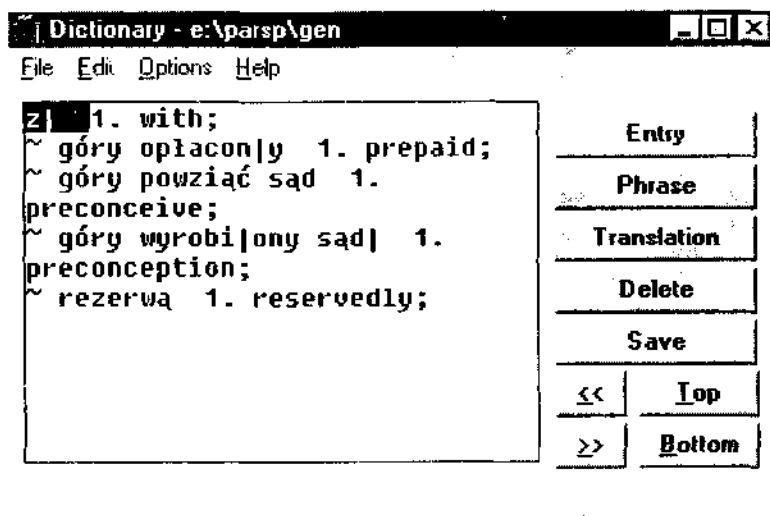 Dictionary - e:\parsp\gen
File Edit Options Help
z| 1. with;
~ góry opłacon|y 1. prepaid;
~ góry powziąć sąd 1.
preconceive;
~ góry wyrobi|ony sąd| 1.
preconception;
~ rezerwą 1. reservedly;
Entry
Phrase
Translation
Delete
Save
<< Top
>> Bottom